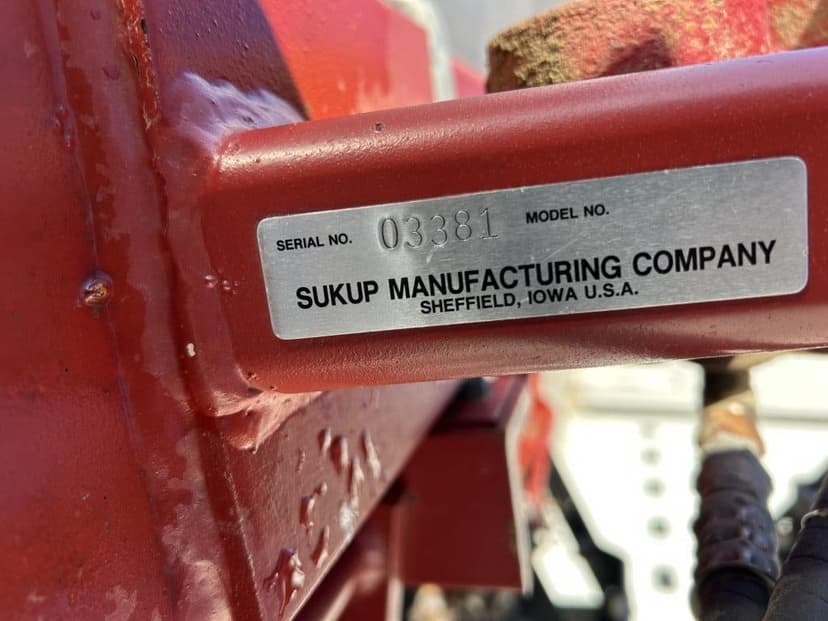 SERIAL NO. 03381 MODEL NO.
SUKUP MANUFACTURING COMPANY
SHEFFIELD, IOWA U.S.A.